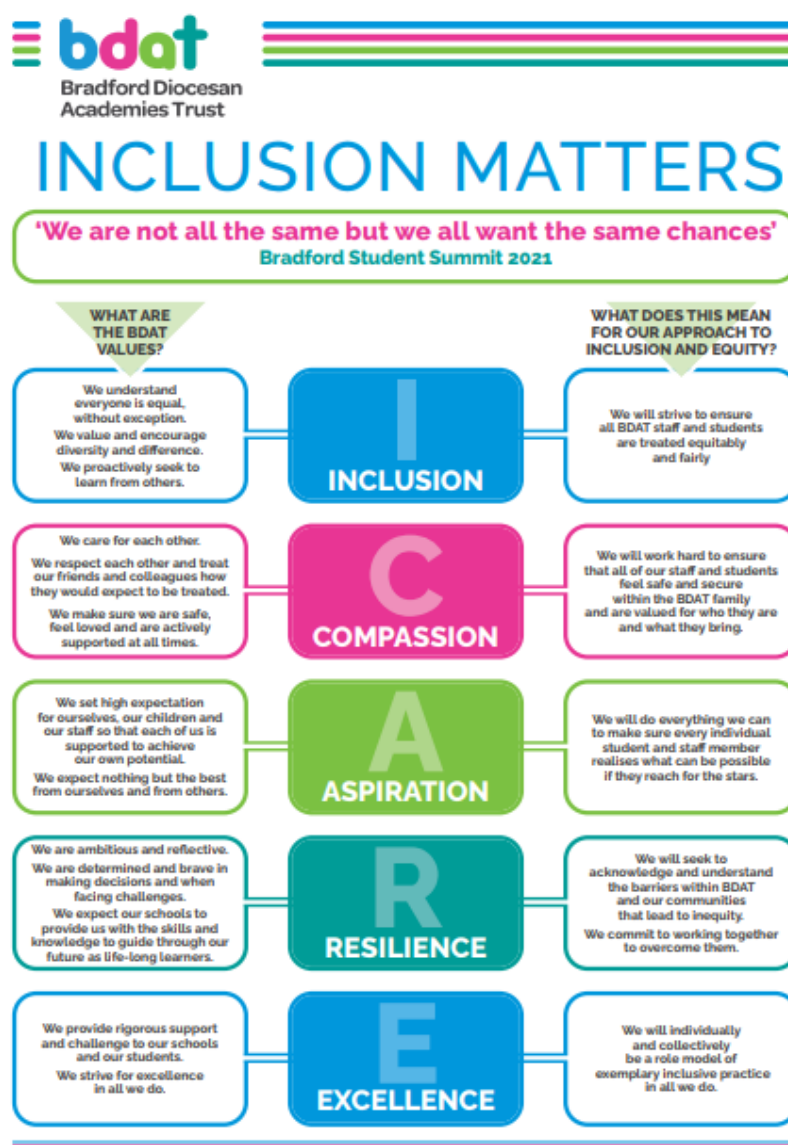 bdat
Bradford Diocesan
Academies Trust
INCLUSION MATTERS
‘We are not all the same but we all want the same chances’
Bradford Student Summit 2021
WHAT ARE
THE BDAT
VALUES?
WHAT DOES THIS MEAN
FOR OUR APPROACH TO
INCLUSION AND EQUITY?
We understand
everyone is equal,
without exception.
We value and encourage
diversity and difference.
We proactively seek to
learn from others.
I
INCLUSION
We will strive to ensure
all BDAT staff and students
are treated equitably
and fairly
We care for each other.
We respect each other and treat
our friends and colleagues how
they would expect to be treated.
We make sure we are safe,
feel loved and are actively
supported at all times.
C
COMPASSION
We will work hard to ensure
that all of our staff and students
feel safe and secure
within the BDAT family
and are valued for who they are
and what they bring.
We set high expectation
for ourselves, our children and
our staff so that each of us is
supported to achieve
our own potential.
We expect nothing but the best
from ourselves and from others.
A
ASPIRATION
We will do everything we can
to make sure every individual
student and staff member
realises what can be possible
if they reach for the stars.
We are ambitious and reflective.
We are determined and brave in
making decisions and when
facing challenges.
We expect our schools to
provide us with the skills and
knowledge to guide through our
future as life-long learners.
R
RESILIENCE
We will seek to
acknowledge and understand
the barriers within BDAT
and our communities
that lead to inequity.
We commit to working together
to overcome them.
We provide rigorous support
and challenge to our schools
and our students.
We strive for excellence
in all we do.
E
EXCELLENCE
We will individually
and collectively
be a role model of
exemplary inclusive practice
in all we do.